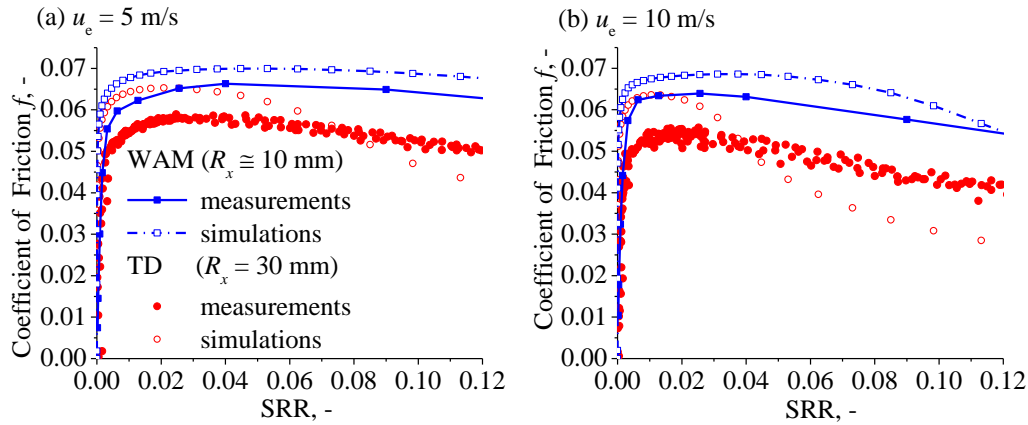 (a) u_e = 5 m/s
(b) u_e = 10 m/s
Coefficient of Friction f, -
0.07
0.06
0.05
0.04
0.03
0.02
0.01
0.00
WAM (R_x ≅ 10 mm)
measurements
simulations
TD (R_x = 30 mm)
measurements
simulations
0.00 0.02 0.04 0.06 0.08 0.10 0.12
SRR, -
Coefficient of Friction f, -
0.07
0.06
0.05
0.04
0.03
0.02
0.01
0.00
0.00 0.02 0.04 0.06 0.08 0.10 0.12
SRR, -